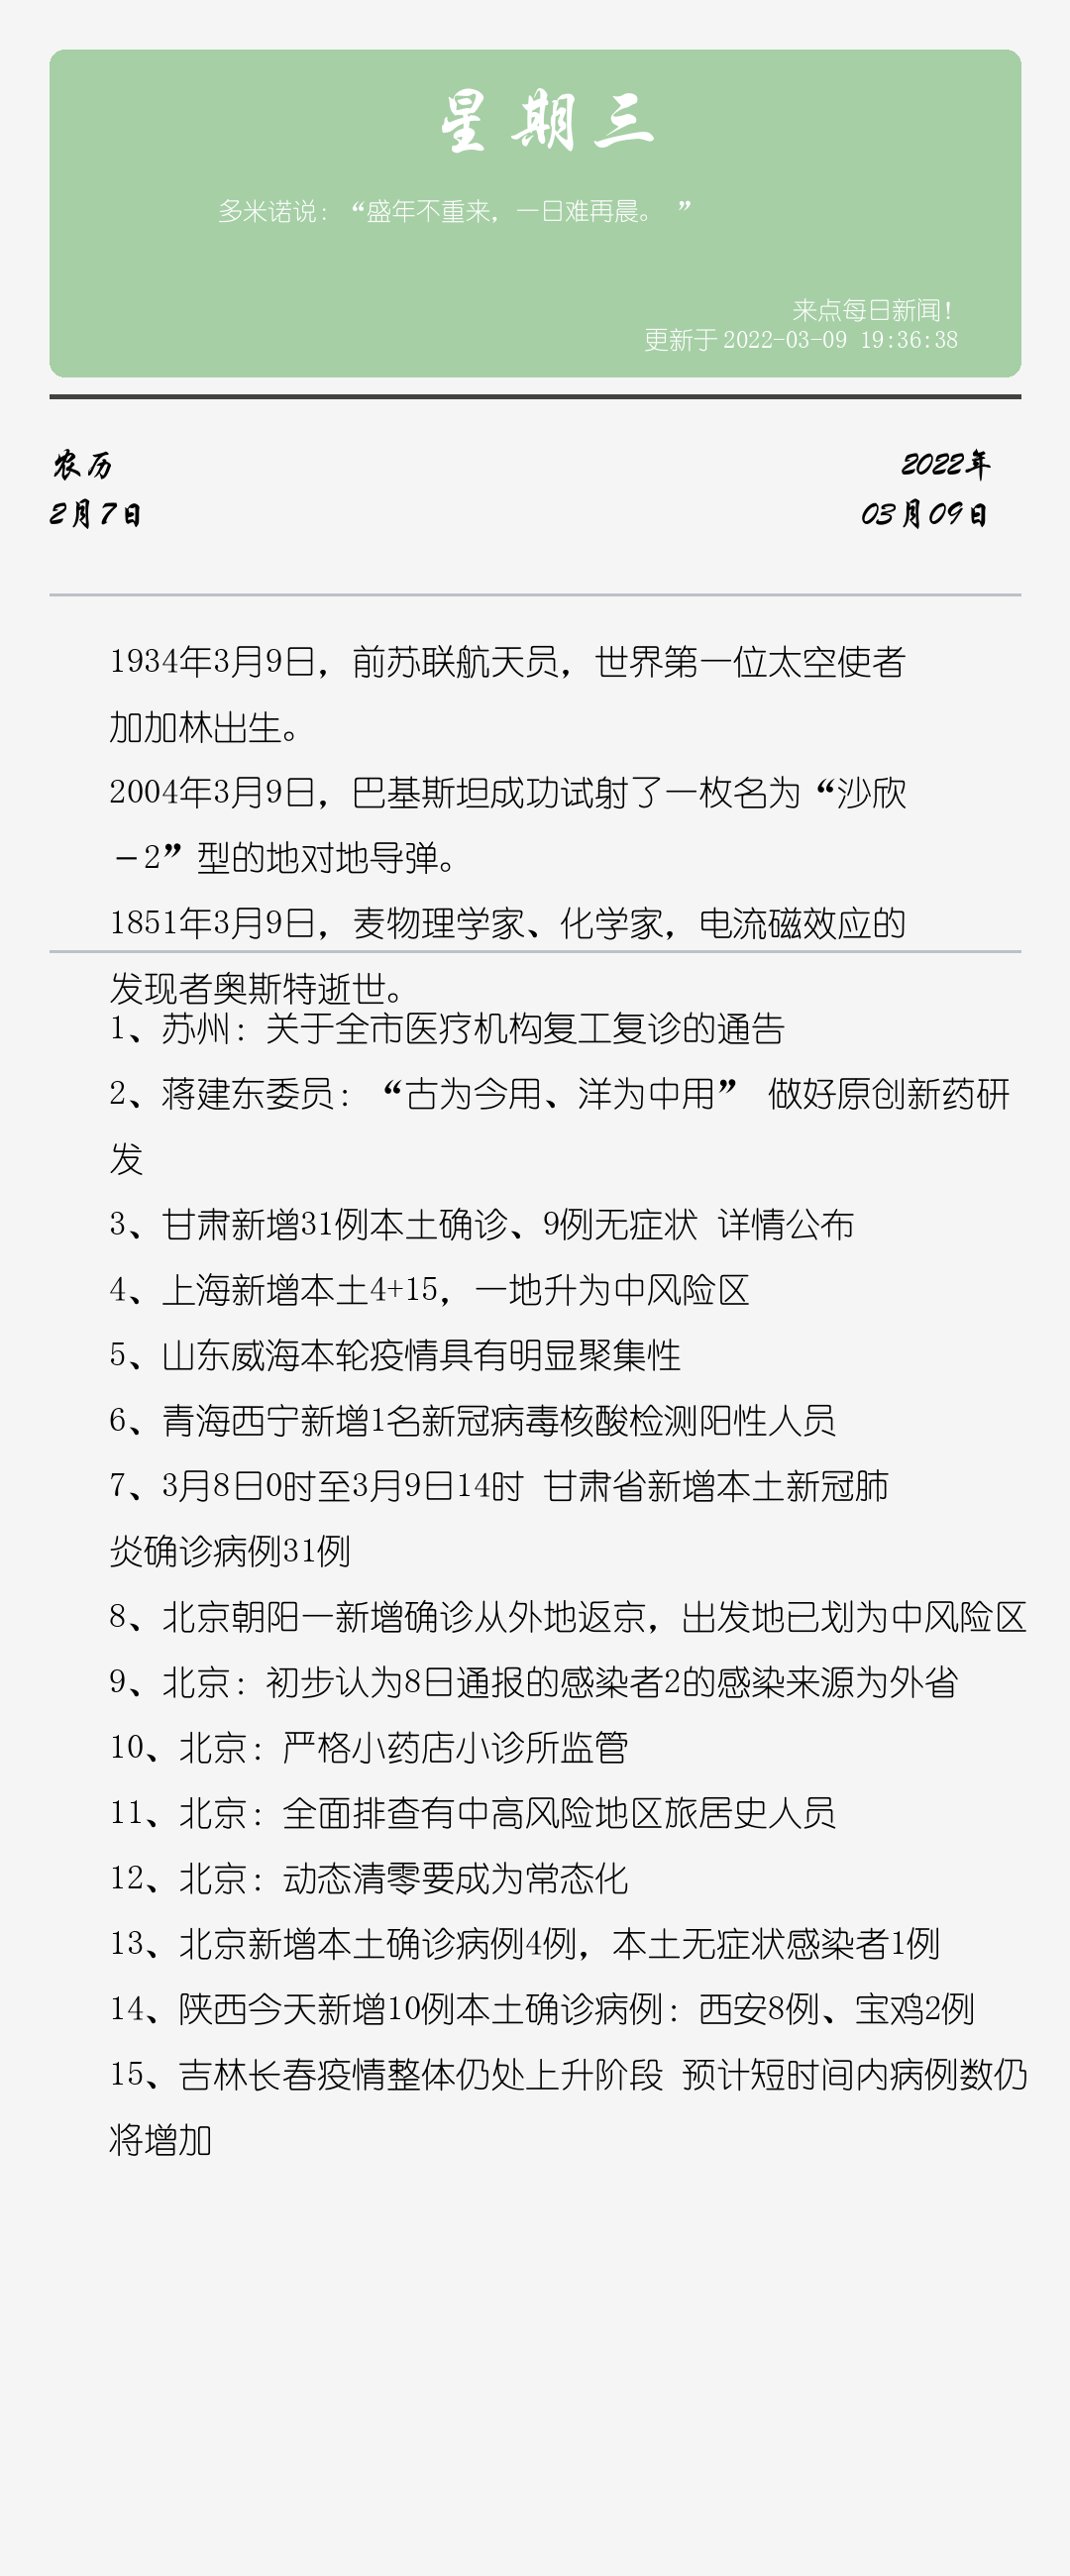 星期三
多米诺说：“盛年不重来，一日难再晨。 ”
来点每日新闻！
更新于2022-03-09 19:36:38
农历
2022年
2月7日
03月09日
1934年3月9日，前苏联航天员，世界第一位太空使者
加加林出生。
2004年3月9日，巴基斯坦成功试射了一枚名为“沙欣
－2”型的地对地导弹。
1851年3月9日，麦物理学家、化学家，电流磁效应的
发现者奥斯特逝世。
1、苏州：关于全市医疗机构复工复诊的通告
2、蒋建东委员：“古为今用、洋为中用” 做好原创新药研
发
3、甘肃新增31例本土确诊、9例无症状 详情公布
4、上海新增本土4+15，一地升为中风险区
5、山东威海本轮疫情具有明显聚集性
6、青海西宁新增1名新冠病毒核酸检测阳性人员
7、3月8日0时至3月9日14时 甘肃省新增本土新冠肺
炎确诊病例31例
8、北京朝阳一新增确诊从外地返京，出发地已划为中风险区
9、北京：初步认为8日通报的感染者2的感染来源为外省
10、北京：严格小药店小诊所监管
11、北京：全面排查有中高风险地区旅居史人员
12、北京：动态清零要成为常态化
13、北京新增本土确诊病例4例，本土无症状感染者1例
14、陕西今天新增10例本土确诊病例：西安8例、宝鸡2例
15、吉林长春疫情整体仍处上升阶段 预计短时间内病例数仍
将增加